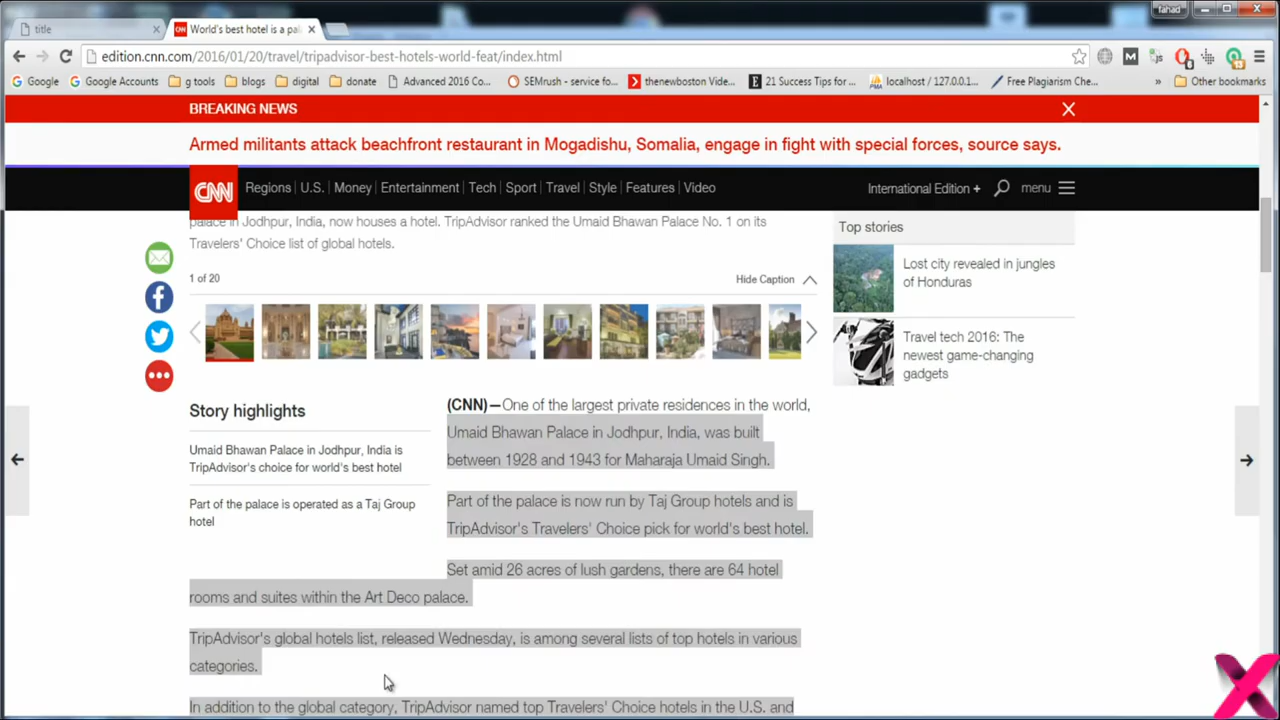 fahad
title
World's best hotel is a pal
edition.cnn.com/2016/01/20/travel/tripadvisor-best-hotels-world-feat/index.html
Google
Google Accounts
g tools
blogs
digital
donate
Advanced 2016 Co...
SEMrush - service fo...
thenewboston Vide...
21 Success Tips for ...
localhost / 127.0.0.1...
Free Plagiarism Che...
»
Other bookmarks
BREAKING NEWS
Armed militants attack beachfront restaurant in Mogadishu, Somalia, engage in fight with special forces, source says.
CNN
Regions U.S. Money Entertainment Tech Sport Travel Style Features Video
International Edition +
menu
palace in Jodhpur, India, now houses a hotel. TripAdvisor ranked the Umaid Bhawan Palace No. 1 on its
Travelers' Choice list of global hotels.
1 of 20
Hide Caption
Top stories
Lost city revealed in jungles
of Honduras
Travel tech 2016: The
newest game-changing
gadgets
Story highlights
Umaid Bhawan Palace in Jodhpur, India is
TripAdvisor's choice for world's best hotel
Part of the palace is operated as a Taj Group
hotel
(CNN)—One of the largest private residences in the world,
Umaid Bhawan Palace in Jodhpur, India, was built
between 1928 and 1943 for Maharaja Umaid Singh.
Part of the palace is now run by Taj Group hotels and is
TripAdvisor's Travelers' Choice pick for world's best hotel.
Set amid 26 acres of lush gardens, there are 64 hotel
rooms and suites within the Art Deco palace.
TripAdvisor's global hotels list, released Wednesday, is among several lists of top hotels in various
categories.
In addition to the global category, TripAdvisor named top Travelers' Choice hotels in the U.S. and